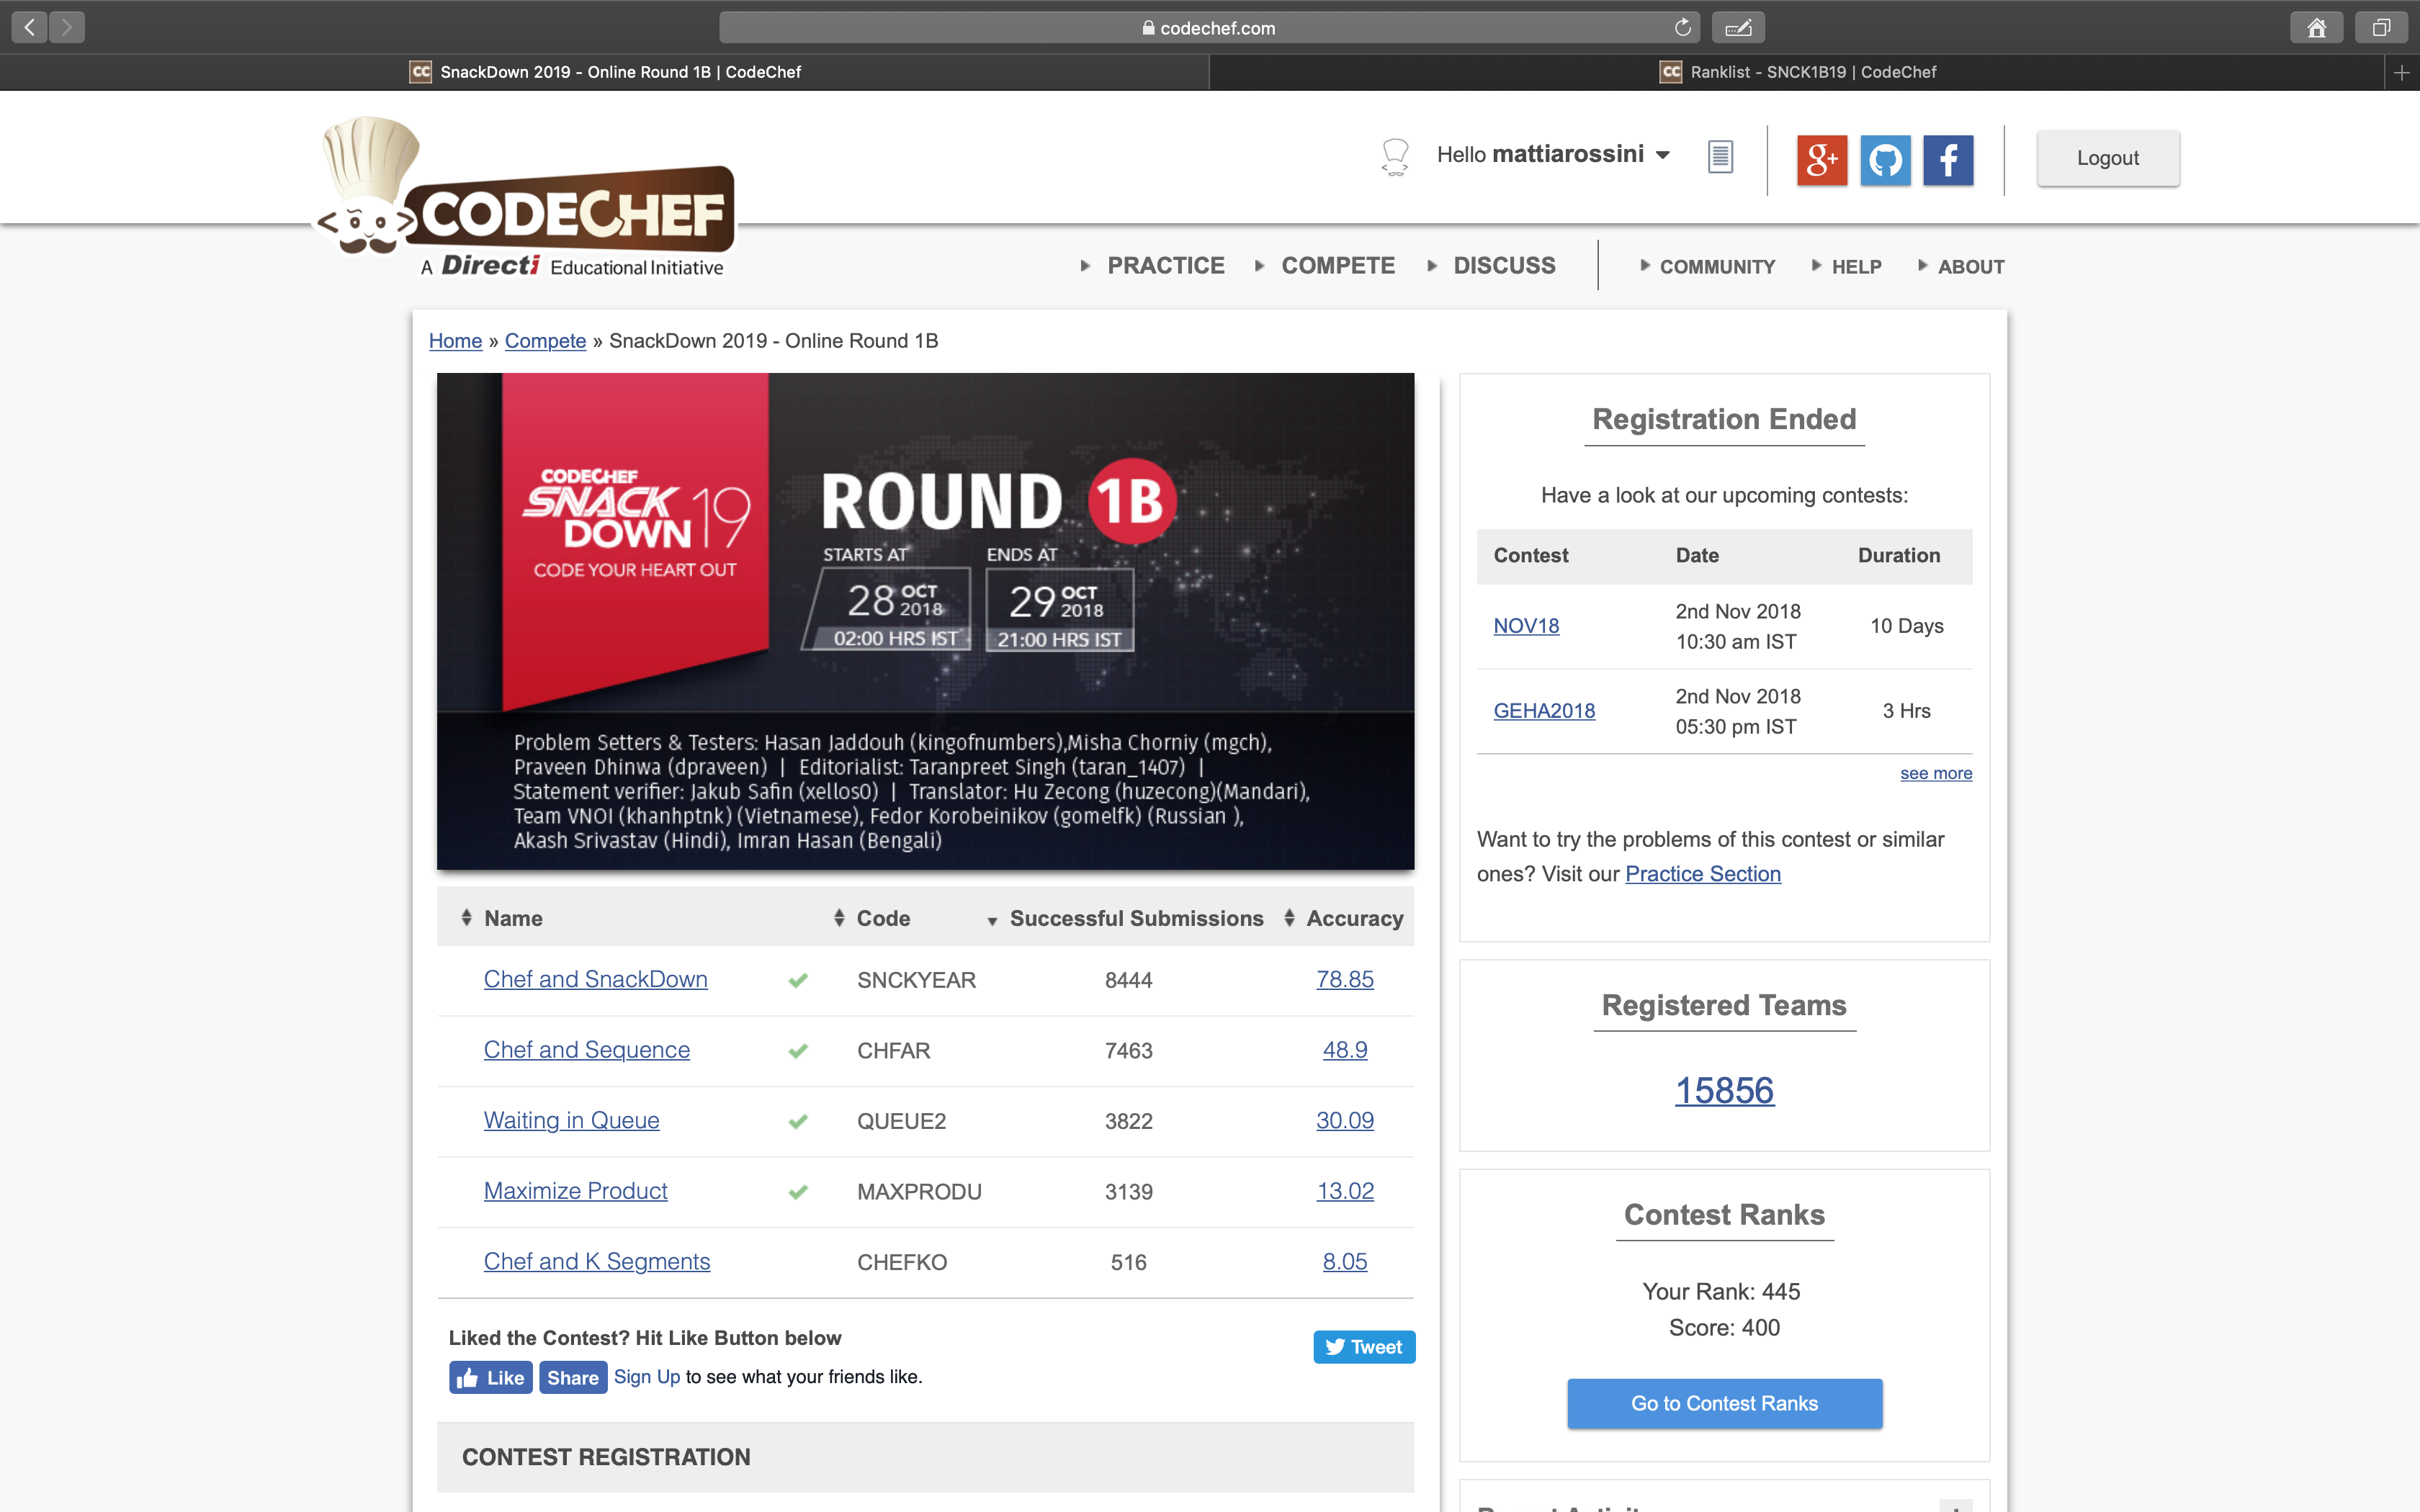 codechef.com
CC SnackDown 2019 - Online Round 1B | CodeChef
CC Ranklist - SNCK1B19 | CodeChef
Hello mattiarossini
g+
f
Logout
CODECHEF
A Directi Educational Initiative
PRACTICE COMPETE DISCUSS COMMUNITY HELP ABOUT
Home » Compete » SnackDown 2019 - Online Round 1B
CODECHEF
SNACK
DOWN 19
CODE YOUR HEART OUT
ROUND 1B
STARTS AT ENDS AT
28 OCT 2018 29 OCT 2018
02:00 HRS IST 21:00 HRS IST
Problem Setters & Testers: Hasan Jaddouh (kingofnumbers),Misha Chorniy (mgch),
Praveen Dhinwa (dpraveen) | Editorialist: Taranpreet Singh (taran_1407) |
Statement verifier: Jakub Safin (xellos0) | Translator: Hu Zecong (huzecong)(Mandari),
Team VNOI (khanhptnk) (Vietnamese), Fedor Korobeinikov (gomelfk) (Russian ),
Akash Srivastav (Hindi), Imran Hasan (Bengali)
Name Code Successful Submissions Accuracy
Chef and SnackDown SNCKYEAR 8444 78.85
Chef and Sequence CHFAR 7463 48.9
Waiting in Queue QUEUE2 3822 30.09
Maximize Product MAXPRODU 3139 13.02
Chef and K Segments CHEFKO 516 8.05
Liked the Contest? Hit Like Button below
Tweet
Like Share Sign Up to see what your friends like.
CONTEST REGISTRATION
Registration Ended
Have a look at our upcoming contests:
Contest Date Duration
NOV18 2nd Nov 2018 10:30 am IST 10 Days
GEHA2018 2nd Nov 2018 05:30 pm IST 3 Hrs
see more
Want to try the problems of this contest or similar
ones? Visit our Practice Section
Registered Teams
15856
Contest Ranks
Your Rank: 445
Score: 400
Go to Contest Ranks